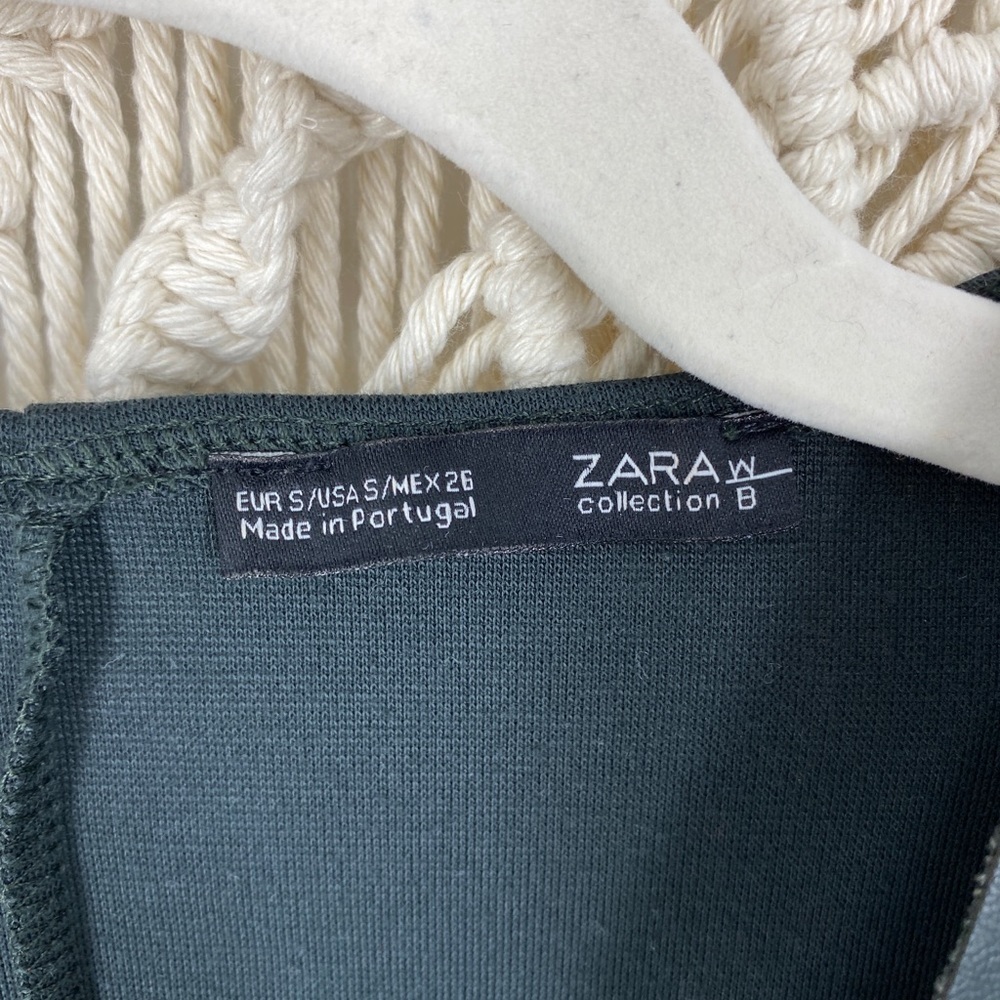 EUR S/USA S/MEX 26
Made in Portugal
ZARA W
collection B